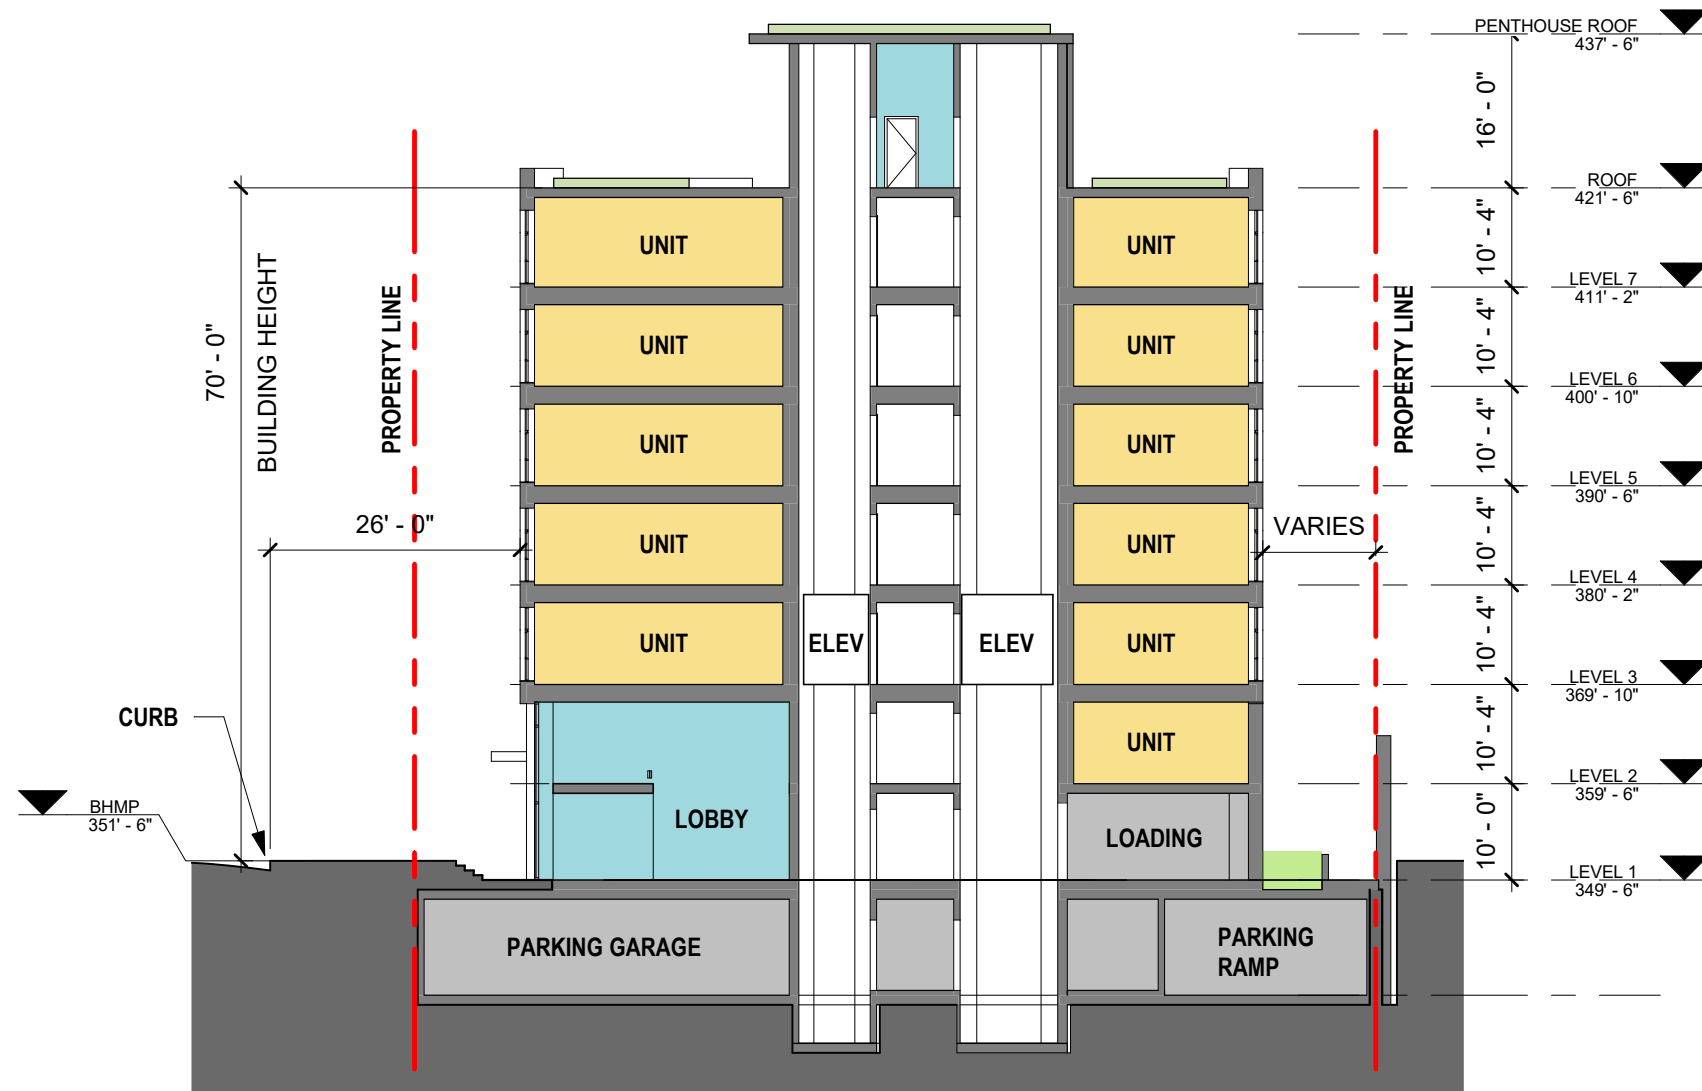 PENTHOUSE ROOF
437' - 6"
16' - 0"
ROOF
421' - 6"
10' - 4"
LEVEL 7
411' - 2"
10' - 4"
LEVEL 6
400' - 10"
10' - 4"
LEVEL 5
390' - 6"
10' - 4"
LEVEL 4
380' - 2"
10' - 4"
LEVEL 3
369' - 10"
10' - 4"
LEVEL 2
359' - 6"
10' - 0"
LEVEL 1
349' - 6"
70' - 0"
BUILDING HEIGHT
PROPERTY LINE
PROPERTY LINE
26' - 0"
VARIES
UNIT
UNIT
UNIT
UNIT
UNIT
UNIT
UNIT
UNIT
UNIT
ELEV
ELEV
UNIT
CURB
UNIT
BHMP
351' - 6"
LOBBY
LOADING
PARKING GARAGE
PARKING
RAMP